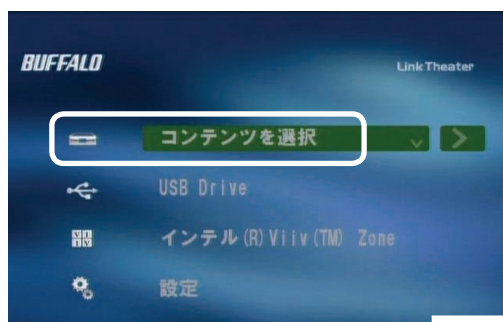 BUFFALO
LinkTheater
コンテンツを選択
USB Drive
インテル(R)Viiv(TM) Zone
設定